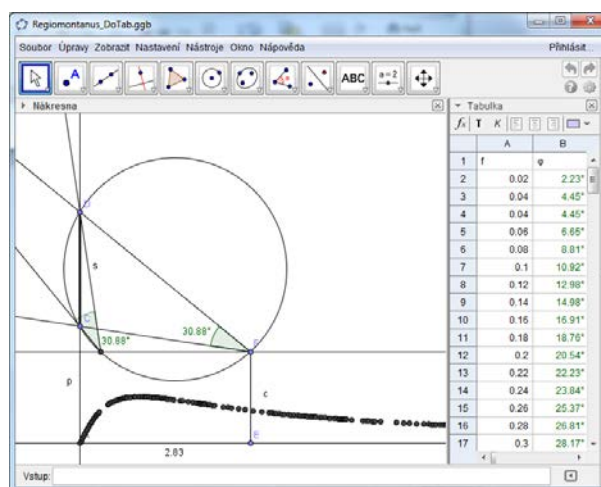 Regiomontanus_DoTab.ggb
Soubor Úpravy Zobrazit Nastavení Nástroje Okno Nápověda Přihlásit...
ABC a=2
Nákresna
Tabulka
A B
1 f φ
2 0.02 2.23°
3 0.04 4.45°
4 0.04 4.45°
5 0.06 6.65°
6 0.08 8.81°
7 0.1 10.92°
8 0.12 12.98°
9 0.14 14.98°
10 0.16 16.91°
11 0.18 18.76°
12 0.2 20.54°
13 0.22 22.23°
14 0.24 23.84°
15 0.26 25.37°
16 0.28 26.81°
17 0.3 28.17°
D
s
C
30.88°
30.88°
F
p
c
E
2.83
Vstup: